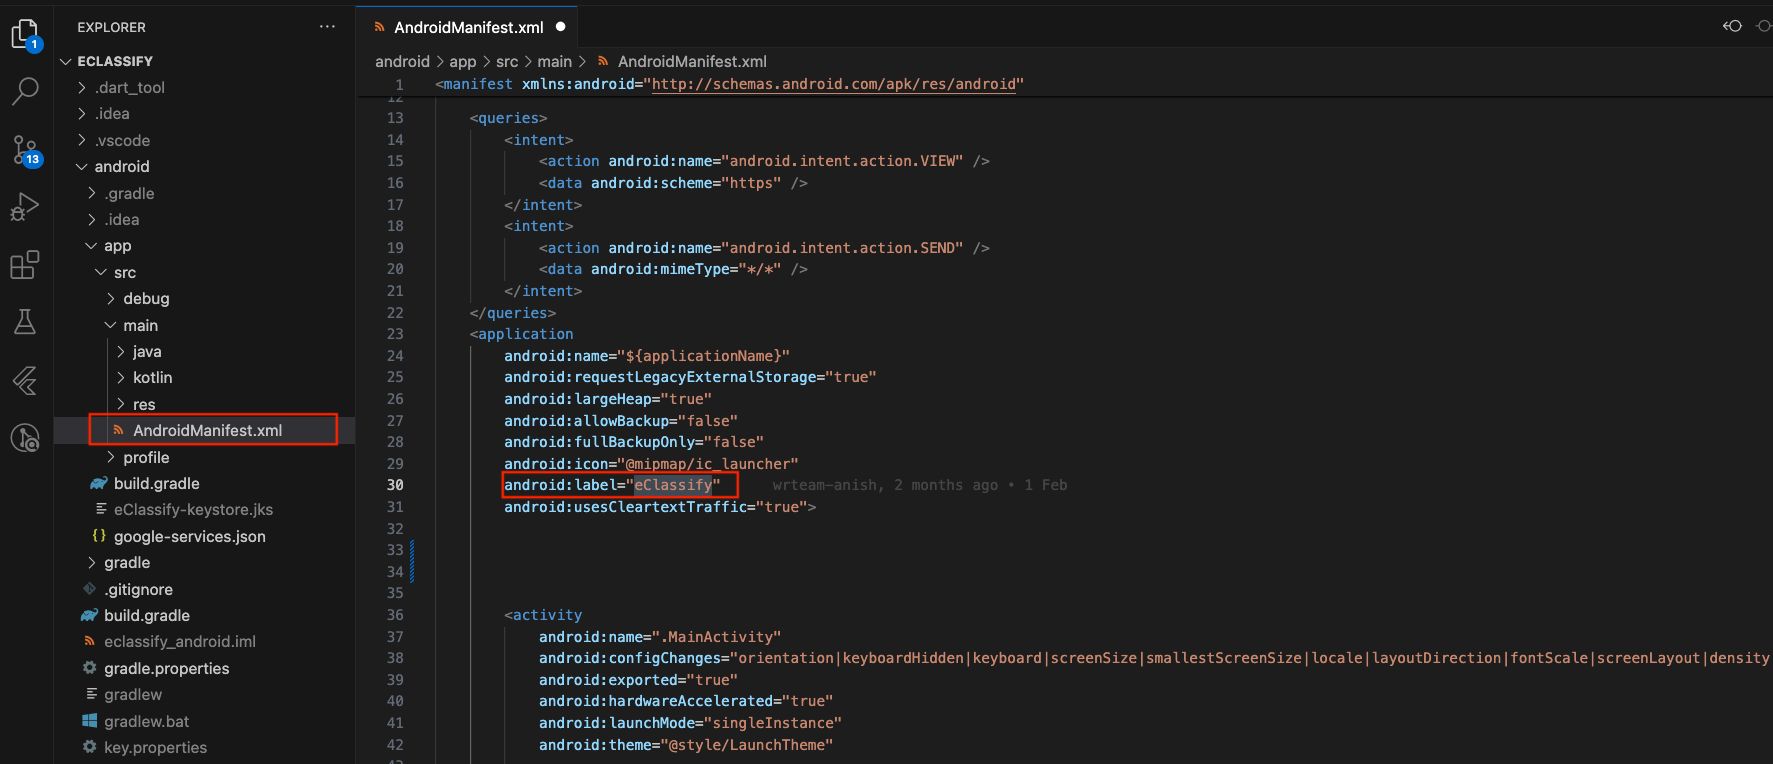 EXPLORER
ECLASSIFY
.dart_tool
.idea
.vscode
android
.gradle
.idea
app
src
debug
main
java
kotlin
res
AndroidManifest.xml
profile
build.gradle
eClassify-keystore.jks
google-services.json
gradle
.gitignore
build.gradle
eclassify_android.iml
gradle.properties
gradlew
gradlew.bat
key.properties
1
13
AndroidManifest.xml
android > app > src > main > AndroidManifest.xml
1 <manifest xmlns:android="http://schemas.android.com/apk/res/android"
12
13 <queries>
14 <intent>
15 <action android:name="android.intent.action.VIEW" />
16 <data android:scheme="https" />
17 </intent>
18 <intent>
19 <action android:name="android.intent.action.SEND" />
20 <data android:mimeType="*/*" />
21 </intent>
22 </queries>
23 <application
24 android:name="${applicationName}"
25 android:requestLegacyExternalStorage="true"
26 android:largeHeap="true"
27 android:allowBackup="false"
28 android:fullBackupOnly="false"
29 android:icon="@mipmap/ic_launcher"
30 android:label="eClassify" wrteam-anish, 2 months ago • 1 Feb
31 android:usesCleartextTraffic="true">
32
33
34
35
36 <activity
37 android:name=".MainActivity"
38 android:configChanges="orientation|keyboardHidden|keyboard|screenSize|smallestScreenSize|locale|layoutDirection|fontScale|screenLayout|density
39 android:exported="true"
40 android:hardwareAccelerated="true"
41 android:launchMode="singleInstance"
42 android:theme="@style/LaunchTheme"